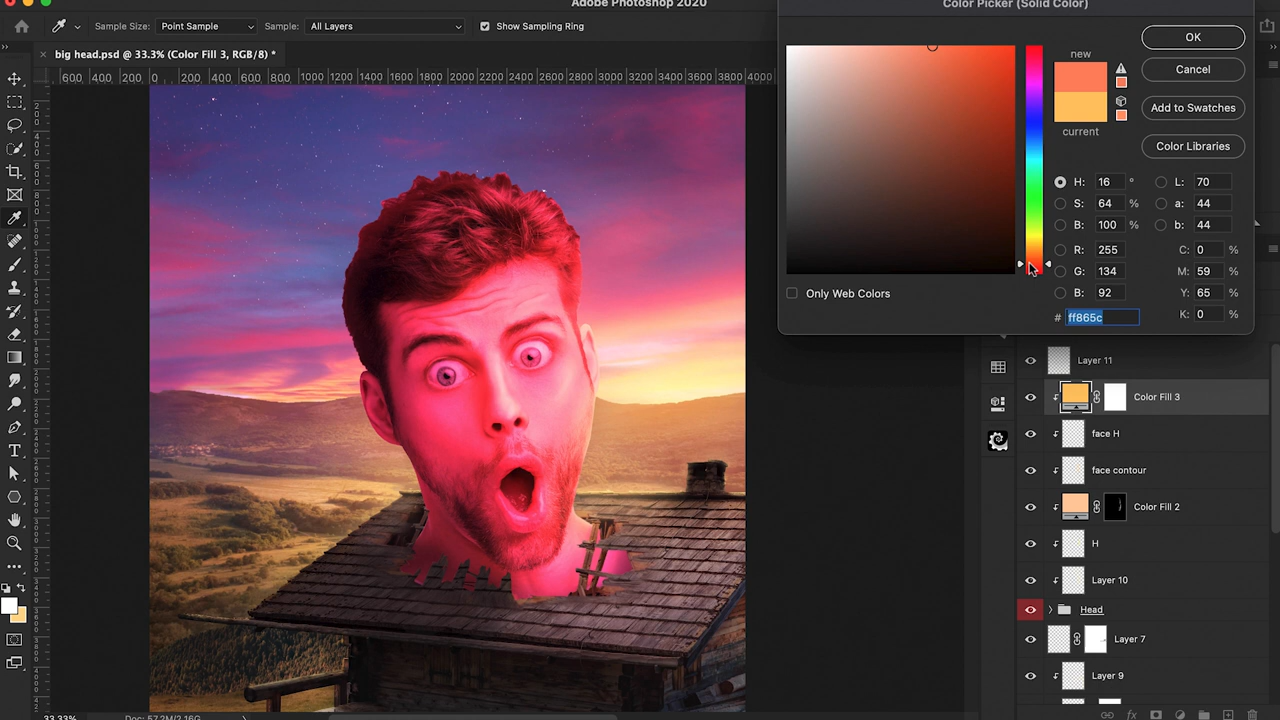 Adobe Photoshop 2020
Color Picker (Solid Color)
Sample Size: Point Sample Sample: All Layers Show Sampling Ring
big head.psd @ 33.3% (Color Fill 3, RGB/8) *
600 400 200 0 200 400 600 800 1000 1200 1400 1600 1800 2000 2200 2400 2600 2800 3000 3200 3400 3600 3800 4000
new
current
OK
Cancel
Add to Swatches
Color Libraries
H: 16 ° L: 70
S: 64 % a: 44
B: 100 % b: 44
R: 255 C: 0 %
G: 134 M: 59 %
B: 92 Y: 65 %
# ff865c K: 0 %
Only Web Colors
Layer 11
Color Fill 3
face H
face contour
Color Fill 2
H
Layer 10
Head
Layer 7
Layer 9
33.33% Doc: 57.2M/2.16G